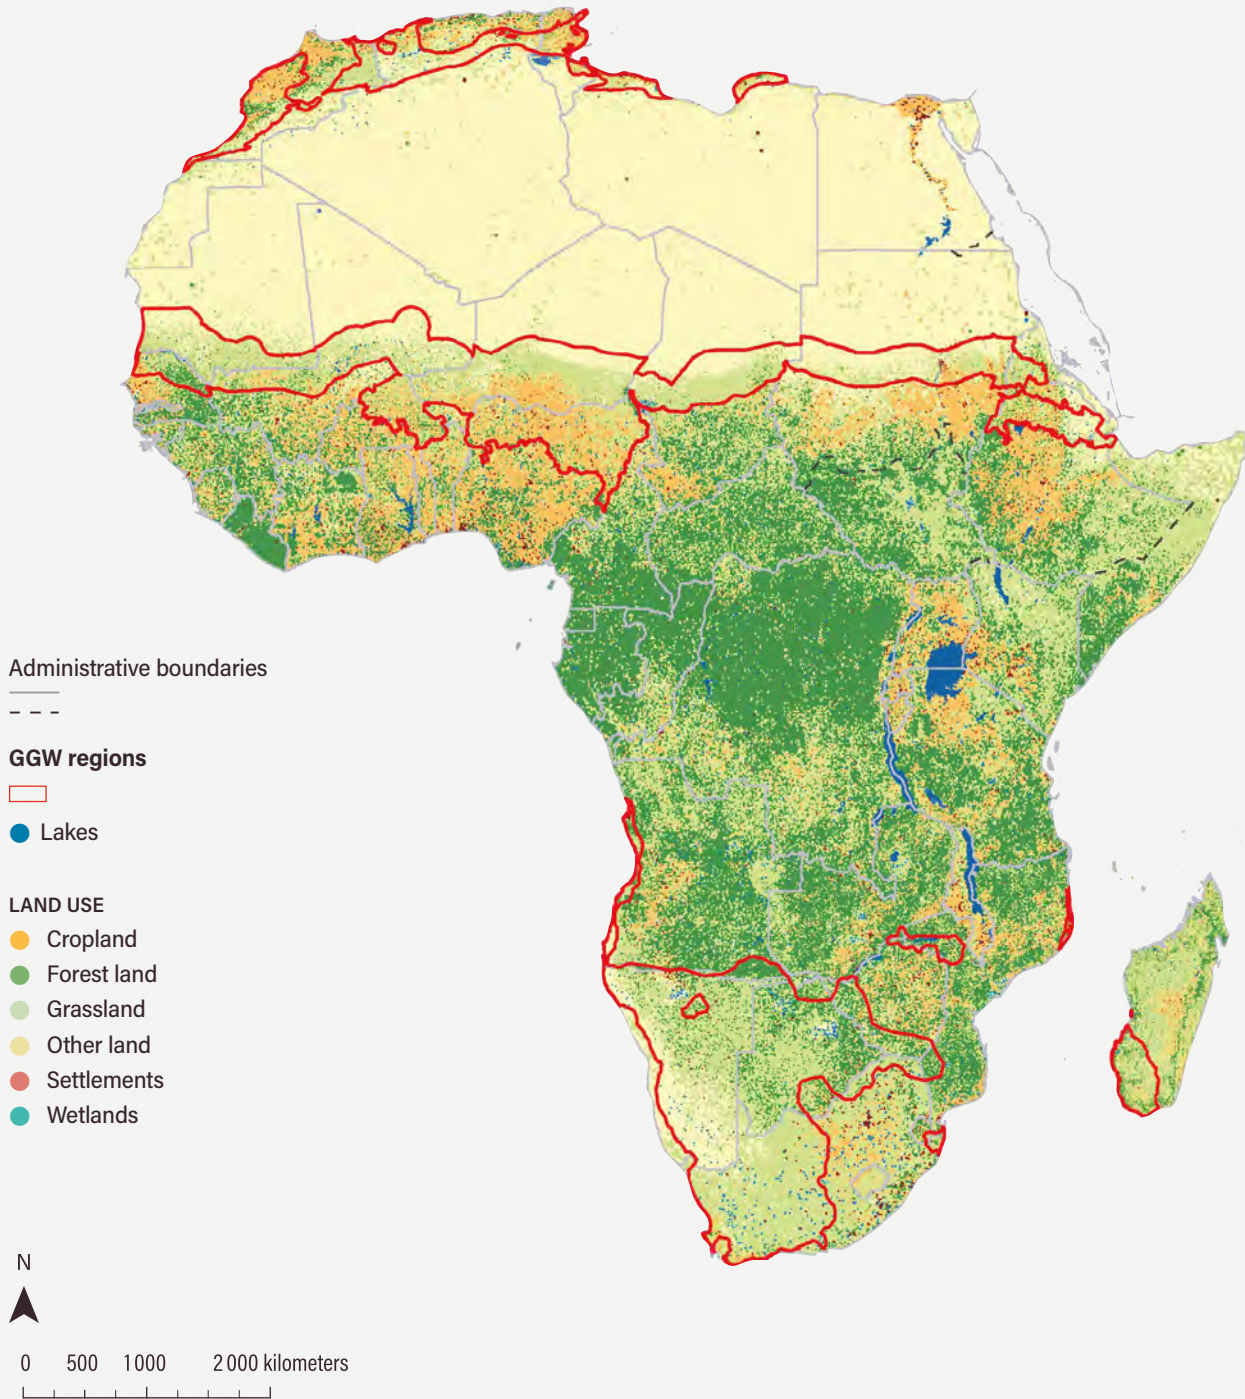 Administrative boundaries
GGW regions
Lakes
LAND USE
Cropland
Forest land
Grassland
Other land
Settlements
Wetlands
N
0 500 1 000 2 000 kilometers